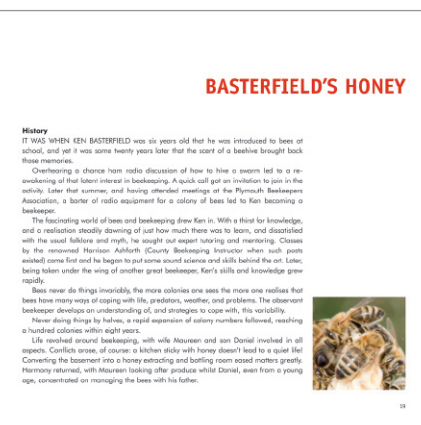 BASTERFIELD'S HONEY
History
IT WAS WHEN KEN BASTERFIELD was six years old that he was introduced to bees at
school, and yet it was some twenty years later that the scent of a beehive brought back
those memories.
Overhearing a chance ham radio discussion of how to hive a swarm led to a re-
awakening of that latent interest in beekeeping. A quick call got an invitation to join in the
activity. Later that summer, and having attended meetings at the Plymouth Beekeepers
Association, a barter of radio equipment for a colony of bees led to Ken becoming a
beekeeper.
The fascinating world of bees and beekeeping drew Ken in. With a thirst for knowledge,
and a realisation steadily dawning of just how much there was to learn, and dissatisfied
with the usual folklore and myth, he sought out expert tutoring and mentoring. Classes
by the renowned Harrison Ashforth (County Beekeeping Instructor when such posts
existed) came first and he began to put some sound science and skills behind the art. Later,
being taken under the wing of another great beekeeper, Ken's skills and knowledge grew
rapidly.
Bees never do things invariably, the more colonies one sees the more one realises that
bees have many ways of coping with life, predators, weather, and problems. The observant
beekeeper develops an understanding of, and strategies to cope with, this variability.
Never doing things by halves, a rapid expansion of colony numbers followed, reaching
a hundred colonies within eight years.
Life revolved around beekeeping, with wife Maureen and son Daniel involved in all
aspects. Conflicts arose, of course: a kitchen sticky with honey doesn't lead to a quiet life!
Converting the basement into a honey extracting and bottling room eased matters greatly.
Harmony returned, with Maureen looking after produce whilst Daniel, even from a young
age, concentrated on managing the bees with his father.
19